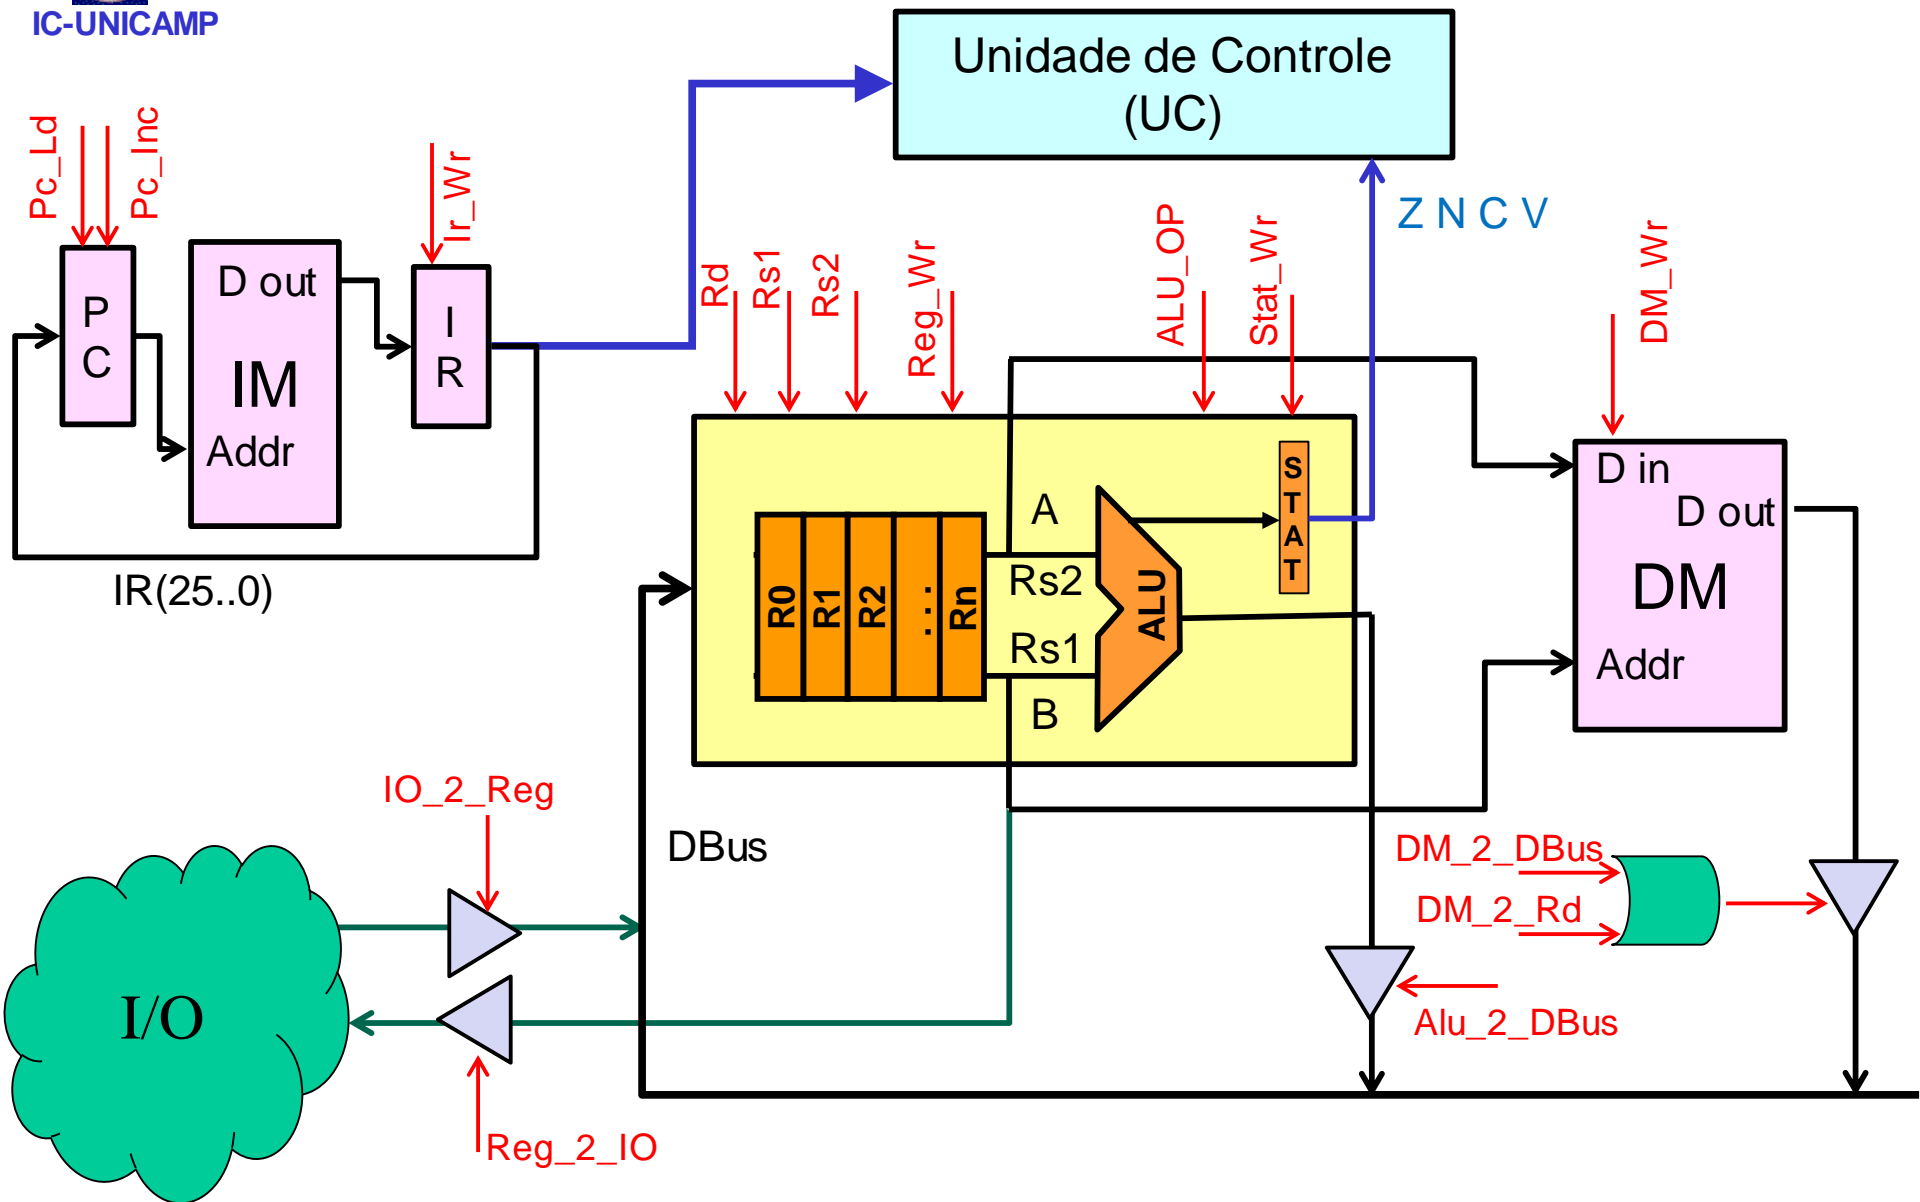 IC-UNICAMP
Unidade de Controle
(UC)
Pc_Ld
Pc_Inc
Ir_Wr
Z N C V
Rd
Rs1
Rs2
Reg_Wr
ALU_OP
Stat_Wr
DM_Wr
P
C
D out
IM
Addr
I
R
IR(25..0)
R0
R1
R2
...
Rn
A
Rs2
Rs1
B
ALU
S
T
A
T
D in
D out
DM
Addr
IO_2_Reg
DBus
DM_2_DBus
DM_2_Rd
I/O
Alu_2_DBus
Reg_2_IO